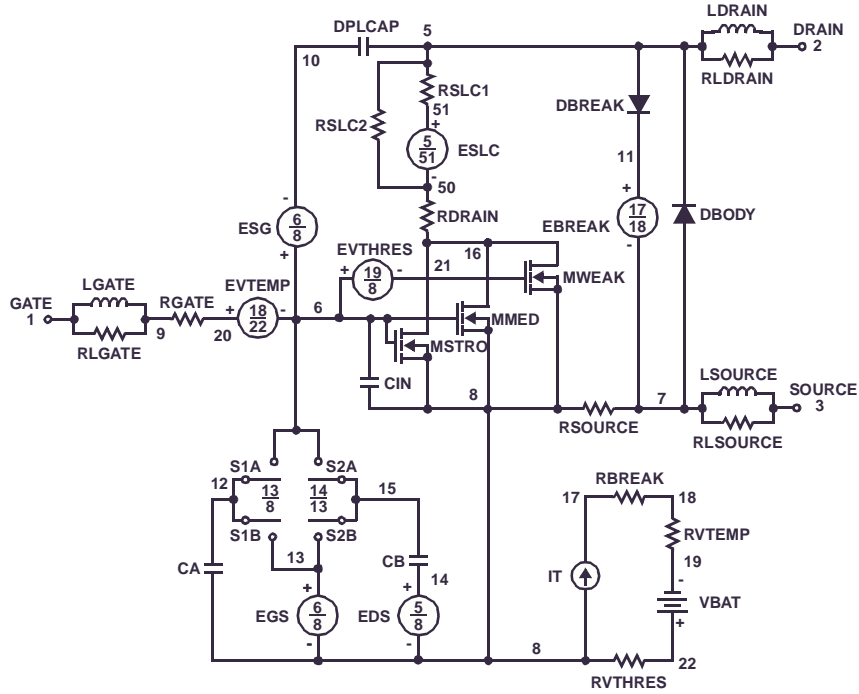 LDRAIN
DPLCAP
5
DRAIN
2
10
RLDRAIN
RSLC1
51
+
RSLC2
5
51
ESLC
-
50
DBREAK
11
+
17
18
EBREAK
-
DBODY
-
ESG
6
8
+
RDRAIN
EVTHRES
16
+
19
8
-
21
MWEAK
LGATE
EVTEMP
GATE
1
RGATE
+
18
22
-
6
9
20
RLGATE
MMED
MSTRO
CIN
8
LSOURCE
7
SOURCE
3
RSOURCE
RLSOURCE
S1A
S2A
12
13
8
14
13
15
S1B
S2B
13
CA
CB
+
+
14
EGS
6
8
EDS
5
8
-
-
RBREAK
17
18
RVTEMP
19
IT
-
VBAT
+
8
22
RVTHRES